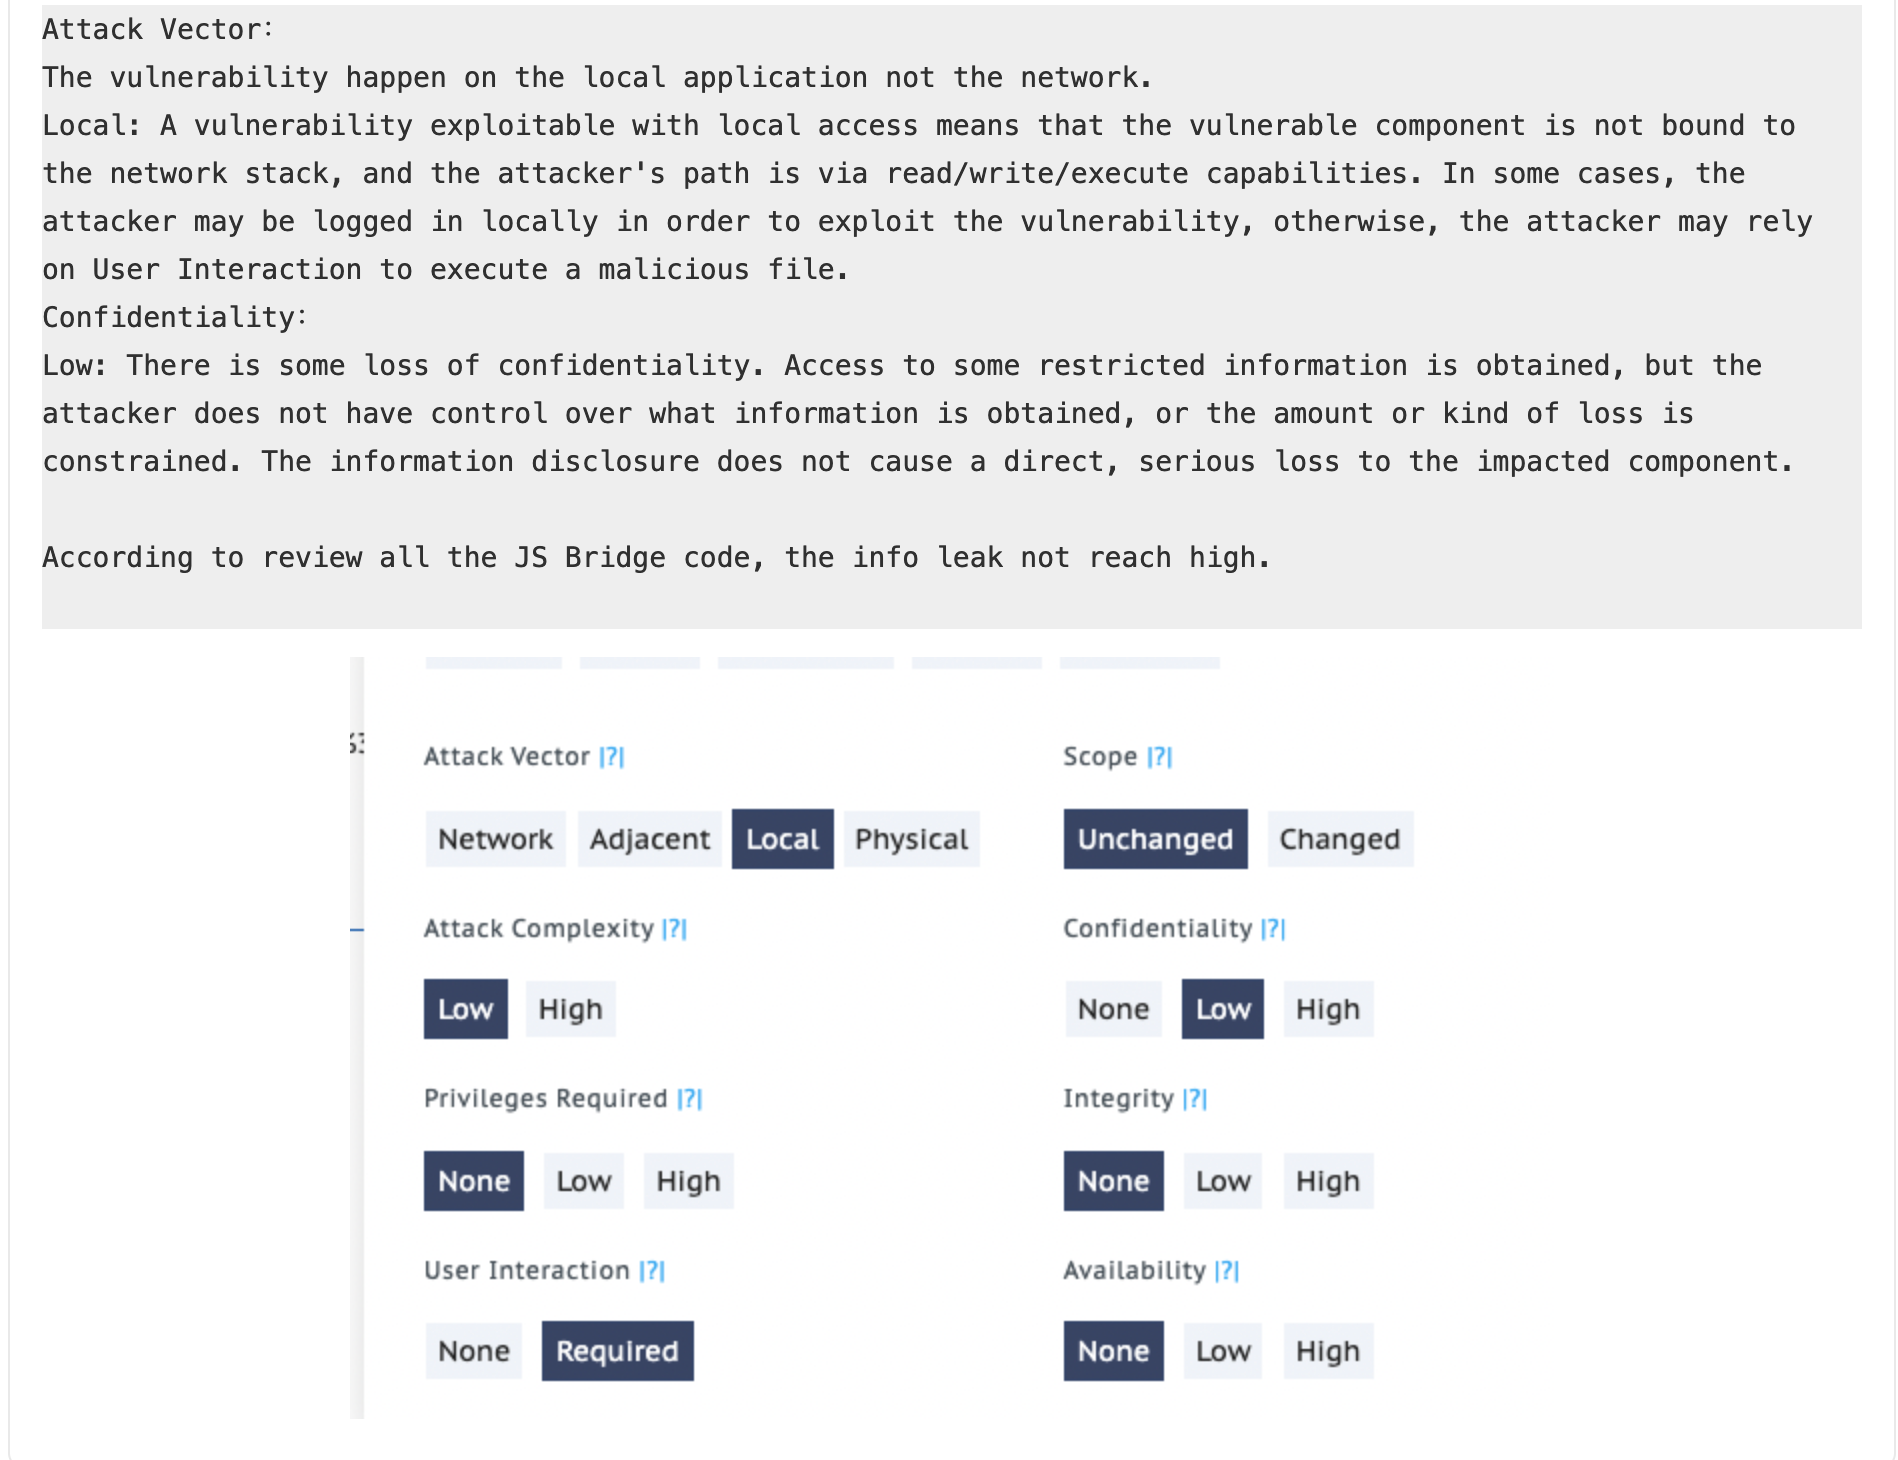 Attack Vector:
The vulnerability happen on the local application not the network.
Local: A vulnerability exploitable with local access means that the vulnerable component is not bound to
the network stack, and the attacker's path is via read/write/execute capabilities. In some cases, the
attacker may be logged in locally in order to exploit the vulnerability, otherwise, the attacker may rely
on User Interaction to execute a malicious file.
Confidentiality:
Low: There is some loss of confidentiality. Access to some restricted information is obtained, but the
attacker does not have control over what information is obtained, or the amount or kind of loss is
constrained. The information disclosure does not cause a direct, serious loss to the impacted component.
According to review all the JS Bridge code, the info leak not reach high.
Attack Vector |?| Scope |?|
Network Adjacent Local Physical Unchanged Changed
Attack Complexity |?| Confidentiality |?|
Low High None Low High
Privileges Required |?| Integrity |?|
None Low High None Low High
User Interaction |?| Availability |?|
None Required None Low High